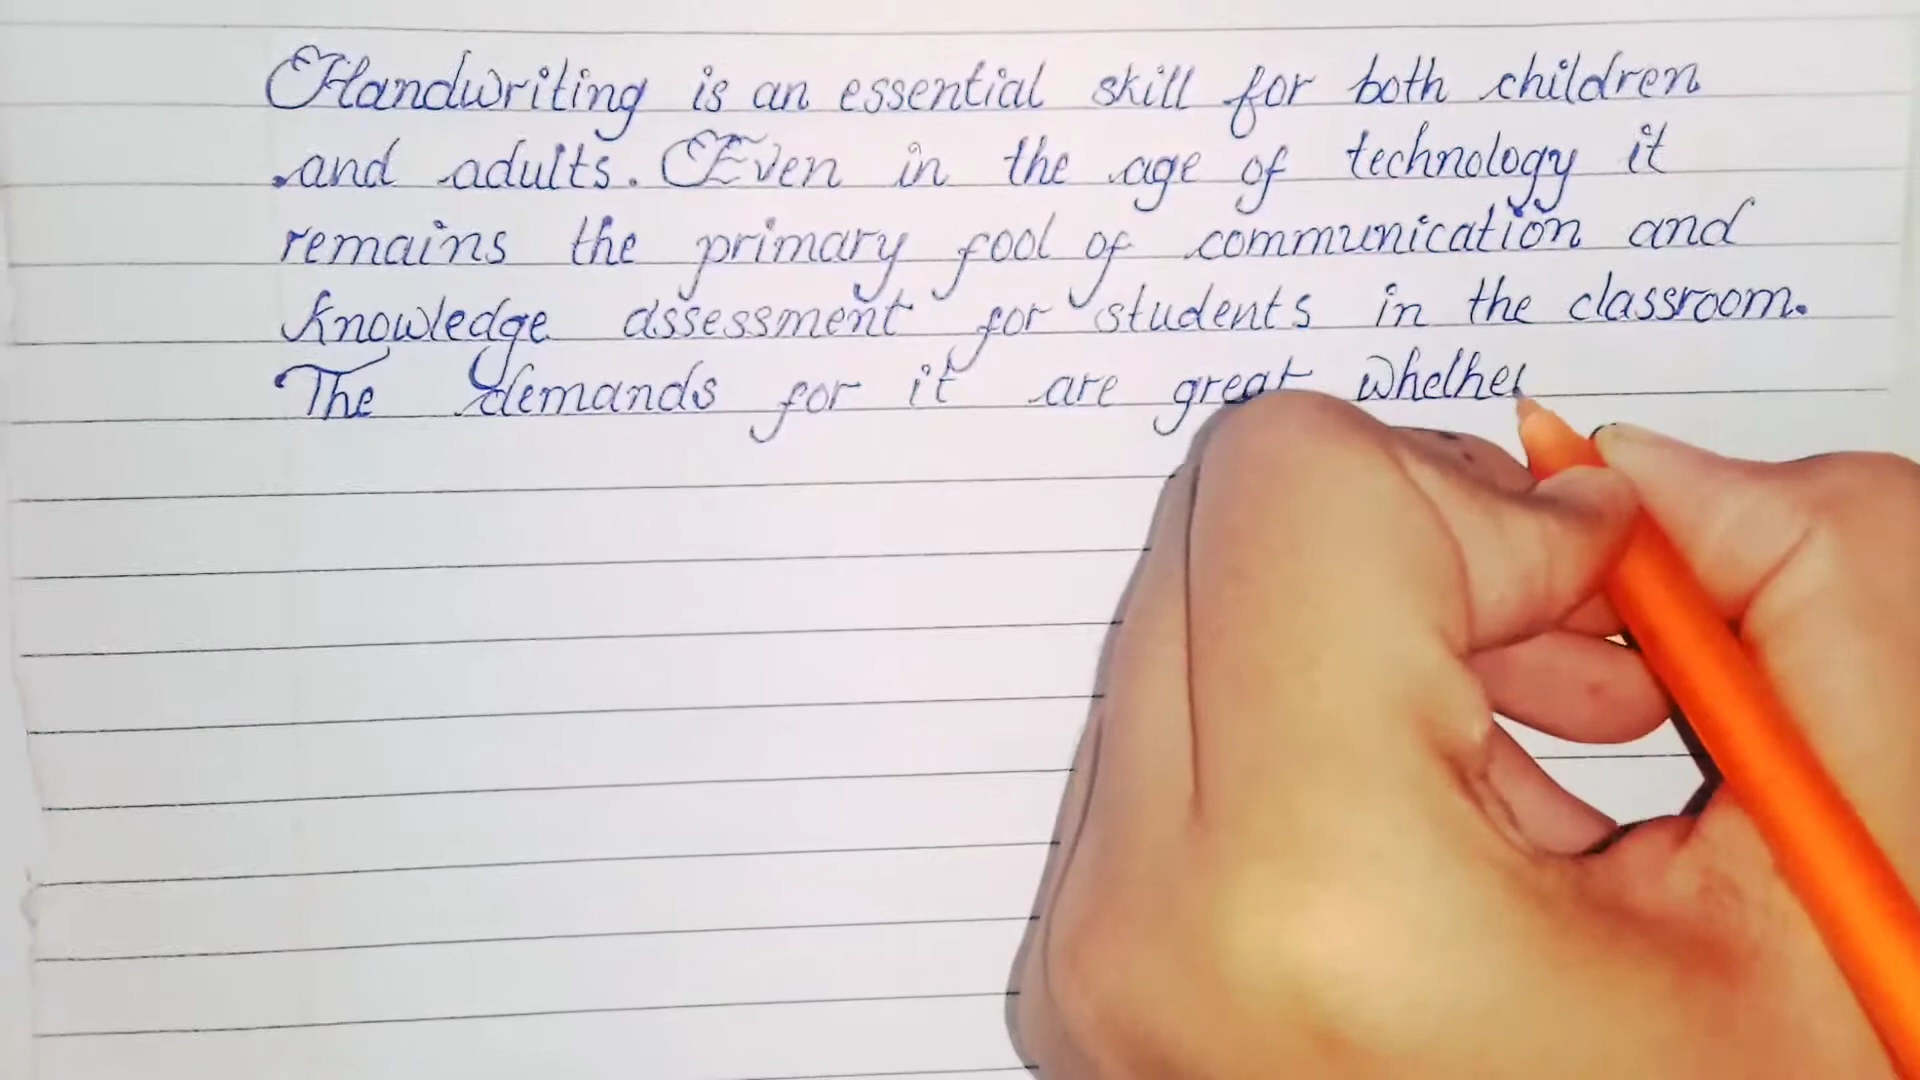 Handwriting is an essential skill for both children
and adults. Even in the age of technology it
remains the primary fool of communication and
knowledge assessment for students in the classroom.
The demands for it are great whethe